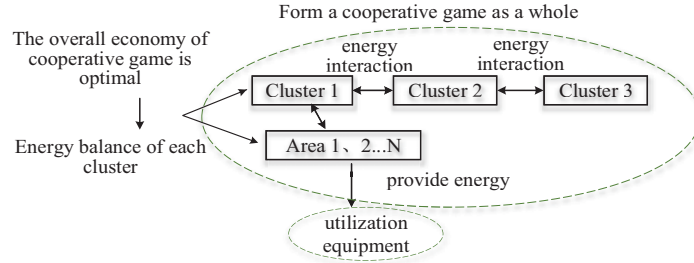 Form a cooperative game as a whole
The overall economy of
cooperative game is
optimal
energy
interaction
energy
interaction
Cluster 1
Cluster 2
Cluster 3
Energy balance of each
cluster
Area 1、2...N
provide energy
utilization
equipment